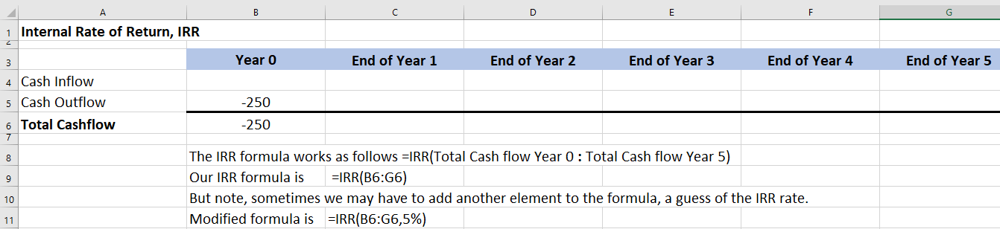 A B C D E F G
1 Internal Rate of Return, IRR
2
3 Year 0 End of Year 1 End of Year 2 End of Year 3 End of Year 4 End of Year 5
4 Cash Inflow
5 Cash Outflow -250
6 Total Cashflow -250
7
8 The IRR formula works as follows =IRR(Total Cash flow Year 0 : Total Cash flow Year 5)
9 Our IRR formula is =IRR(B6:G6)
10 But note, sometimes we may have to add another element to the formula, a guess of the IRR rate.
11 Modified formula is =IRR(B6:G6,5%)